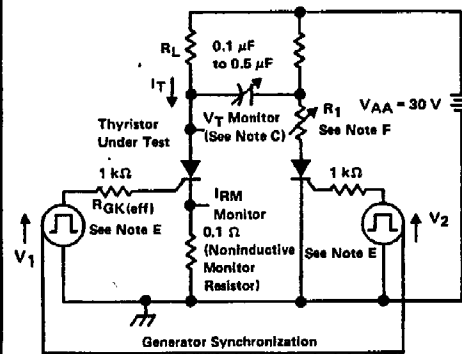 RL
0.1 µF
to 0.5 µF
IT
VT Monitor
(See Note C)
R1
See Note F
VAA = 30 V
Thyristor
Under Test
1 kΩ
RGK(eff)
See Note E
V1
IRM
Monitor
0.1 Ω
(Noninductive
Monitor
Resistor)
1 kΩ
See Note E
V2
Generator Synchronization